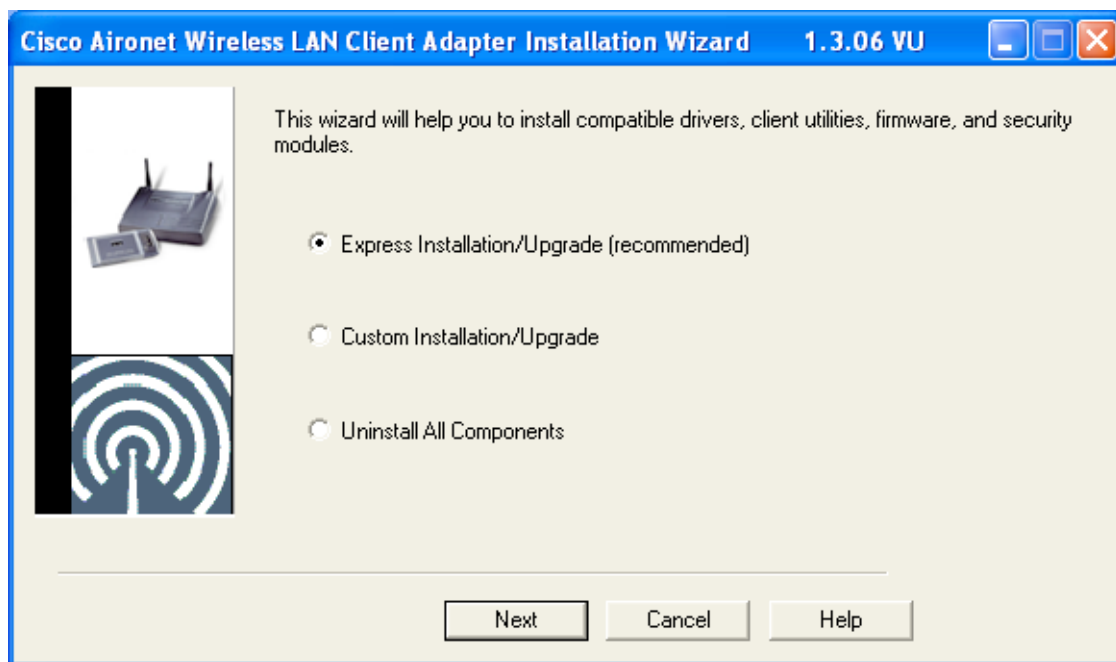 Cisco Aironet Wireless LAN Client Adapter Installation Wizard 1.3.06 VU
This wizard will help you to install compatible drivers, client utilities, firmware, and security
modules.
Express Installation/Upgrade (recommended)
Custom Installation/Upgrade
Uninstall All Components
Next Cancel Help